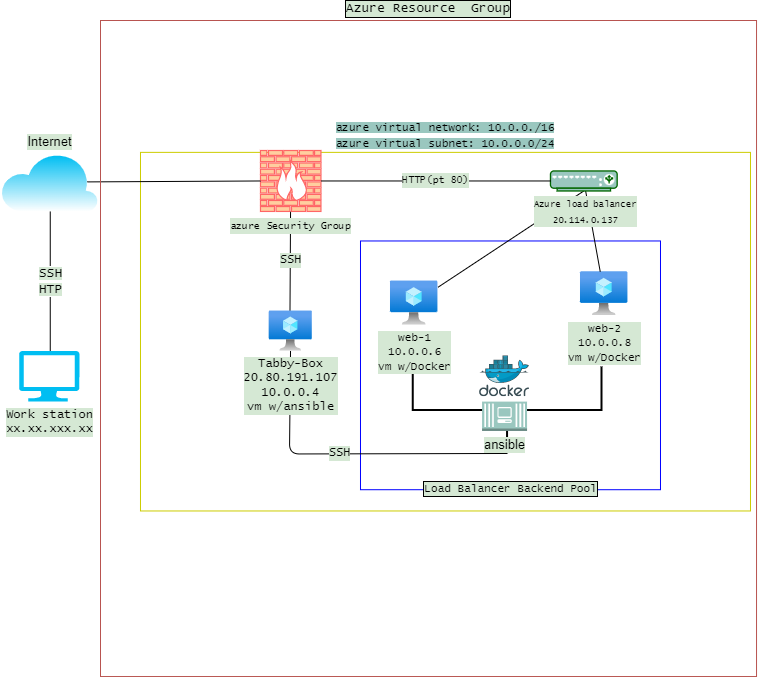 Azure Resource  Group
azure virtual network: 10.0.0./16
azure virtual subnet: 10.0.0.0/24
Internet
HTTP(pt 80)
Azure load balancer
20.114.0.137
azure Security Group
SSH
SSH
HTP
web-1
10.0.0.6
vm w/Docker
web-2
10.0.0.8
vm w/Docker
Tabby-Box
20.80.191.107
10.0.0.4
vm w/ansible
docker
Work station
xx.xx.xxx.xx
ansible
SSH
Load Balancer Backend Pool